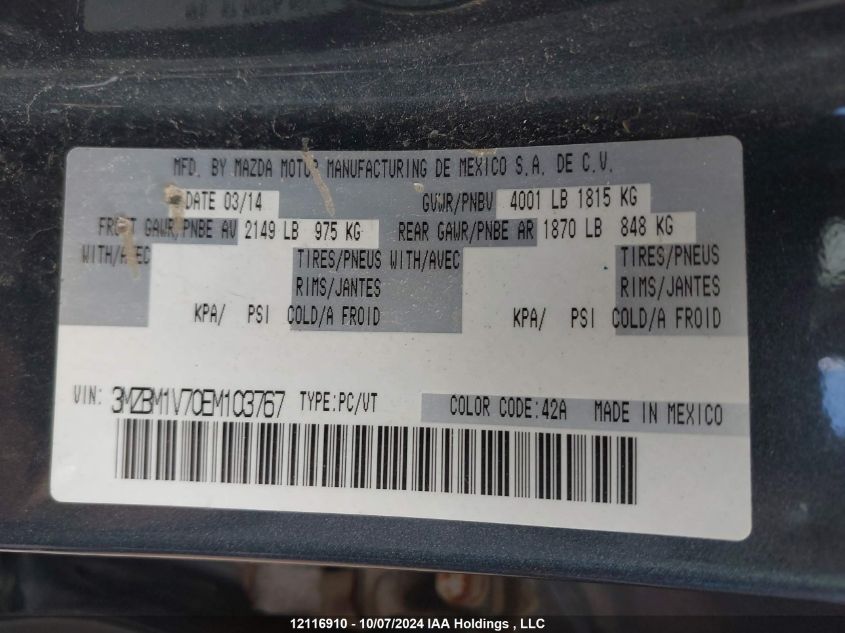 MFD. BY MAZDA MOTOR MANUFACTURING DE MEXICO S.A. DE C.V.
DATE 03/14 GVWR/PNBV 4001 LB 1815 KG
FRONT GAWR/PNBE AV 2149 LB 975 KG REAR GAWR/PNBE AR 1870 LB 848 KG
WITH/AVEC TIRES/PNEUS WITH/AVEC TIRES/PNEUS
RIMS/JANTES RIMS/JANTES
KPA/ PSI COLD/A FROID KPA/ PSI COLD/A FROID
VIN: 3MZBM1V70EM103767 TYPE:PC/VT COLOR CODE:42A MADE IN MEXICO
12116910 - 10/07/2024 IAA Holdings, LLC